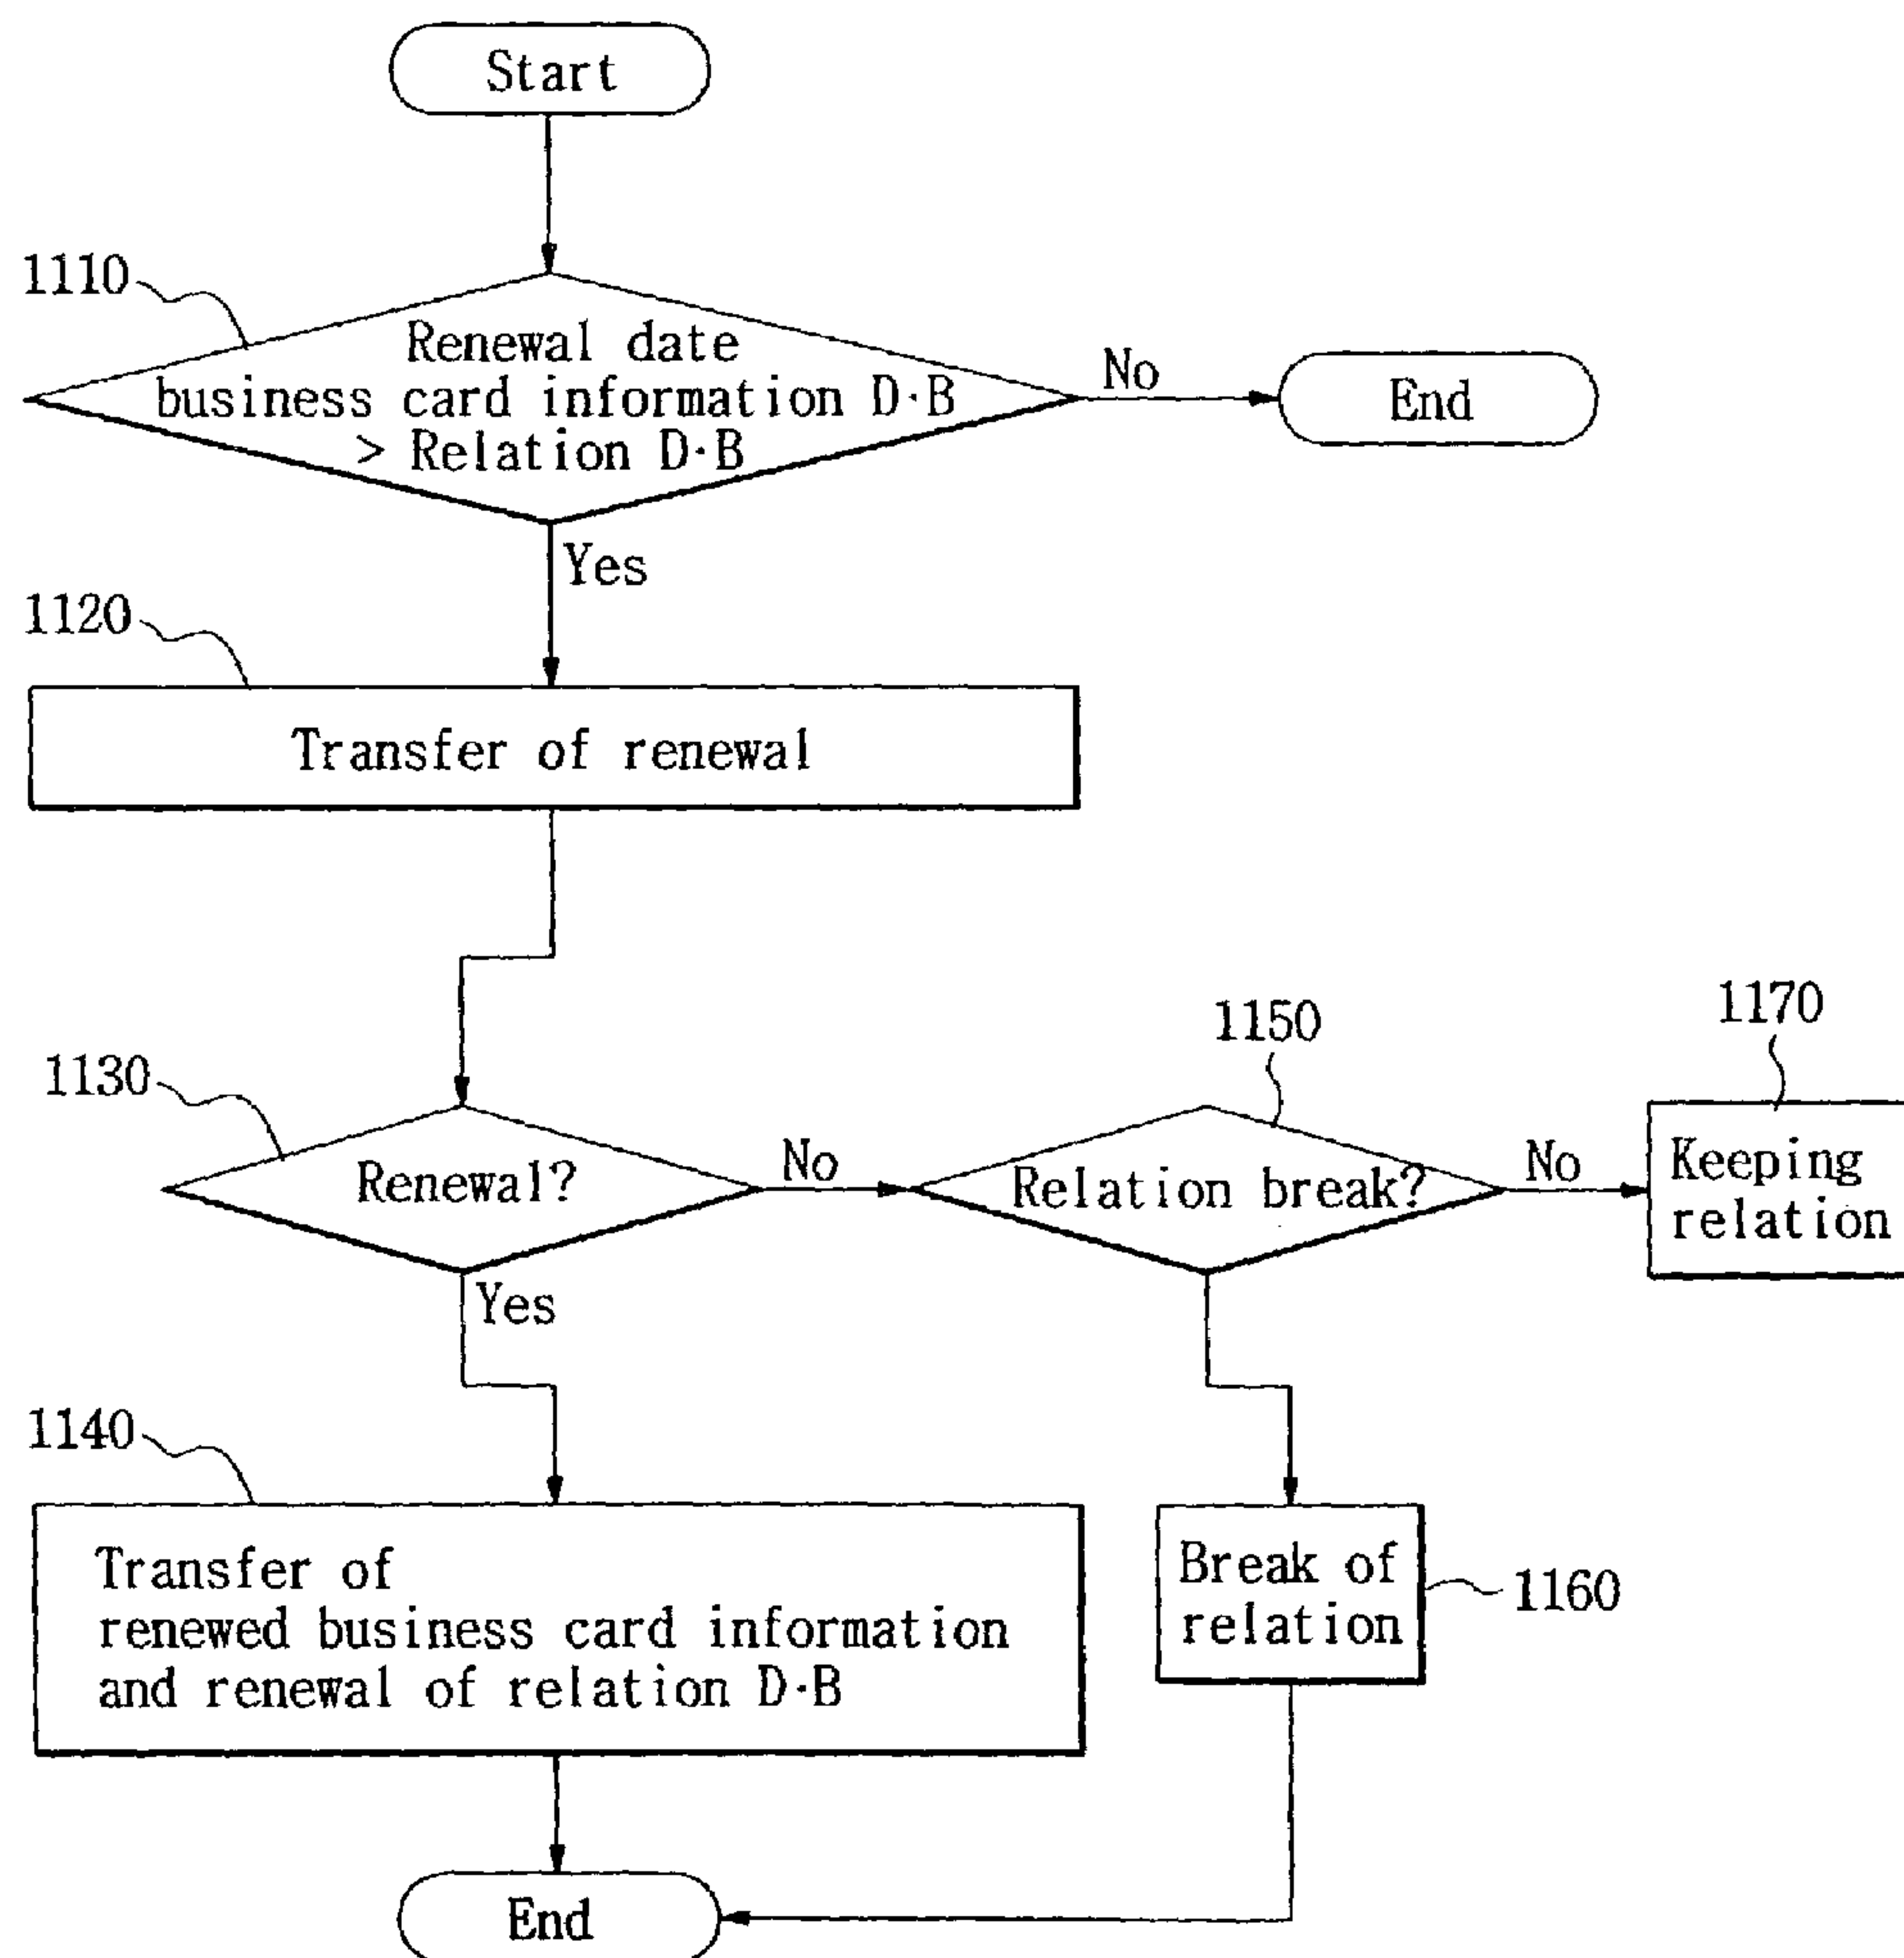 Start
1110
Renewal date
business card information D·B
> Relation D·B
No
End
Yes
1120
Transfer of renewal
1130
Renewal?
No
1150
Relation break?
No
1170
Keeping
relation
Yes
1140
Transfer of
renewed business card information
and renewal of relation D·B
Break of
relation
1160
End